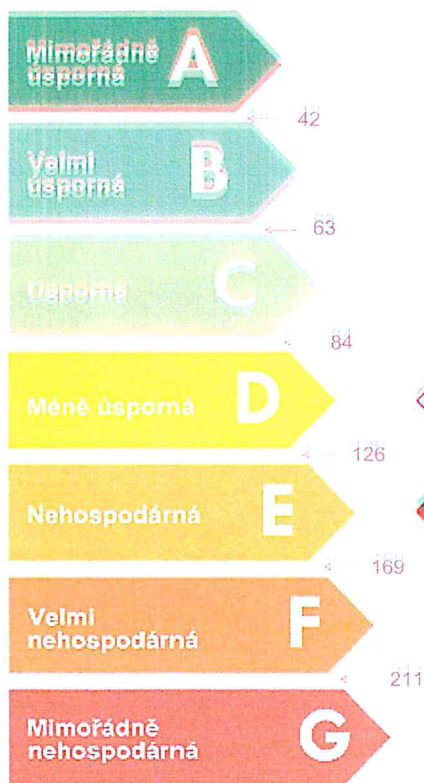 Mimořádně
úsporná A
42
Velmi
úsporná B
63
Úsporná C
84
Méně úsporná D
126
Nehospodárná E
169
Velmi
nehospodárná F
211
Mimořádně
nehospodárná G